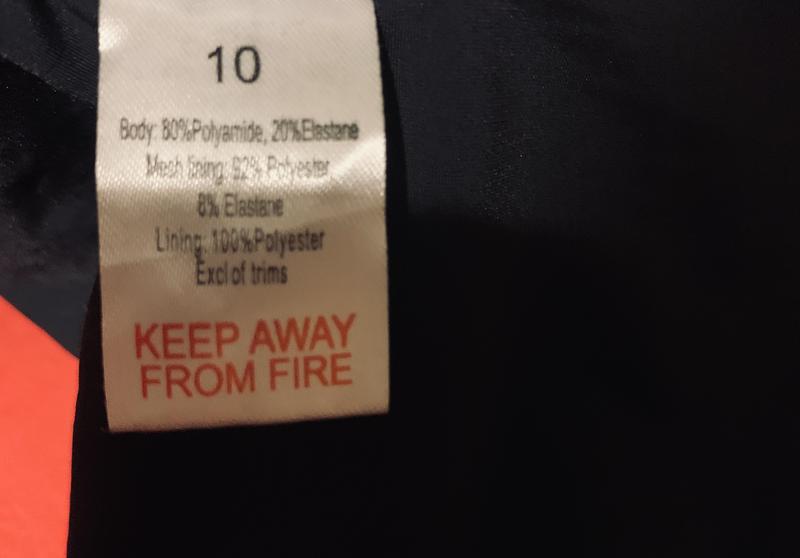 10
Body: 80%Polyamide, 20%Elastane
Mesh lining: 92% Polyester
8% Elastane
Lining: 100%Polyester
Excl of trims
KEEP AWAY
FROM FIRE